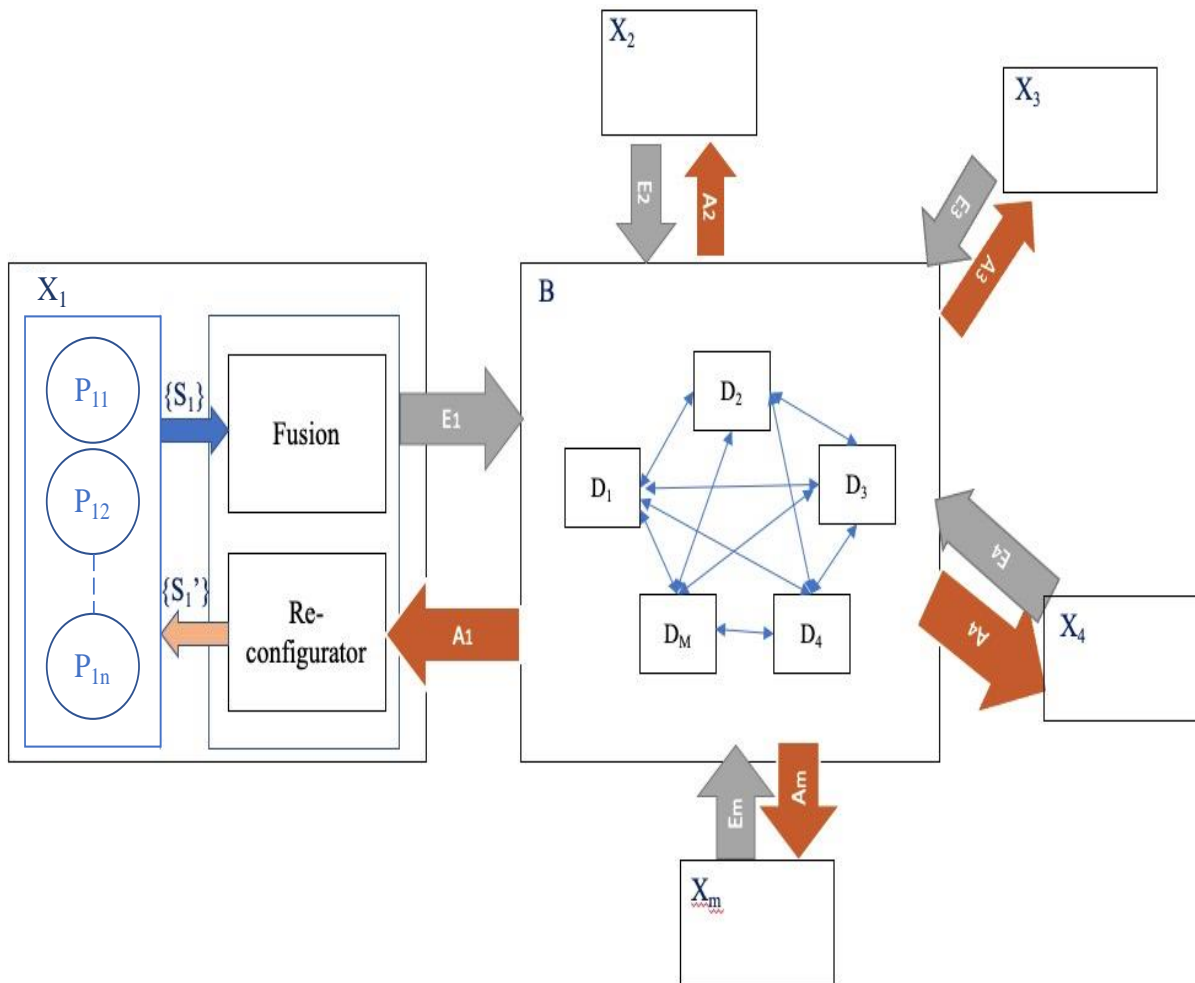 X₂
X₃
E₂
A₂
E₃
A₃
X₁
B
P₁₁
{S₁}
Fusion
E₁
D₂
P₁₂
D₁
D₃
E₄
{S₁’}
Re-
configurator
A₁
P₁ₙ
D_M
D₄
A₄
X₄
Eₘ
Aₘ
Xₘ